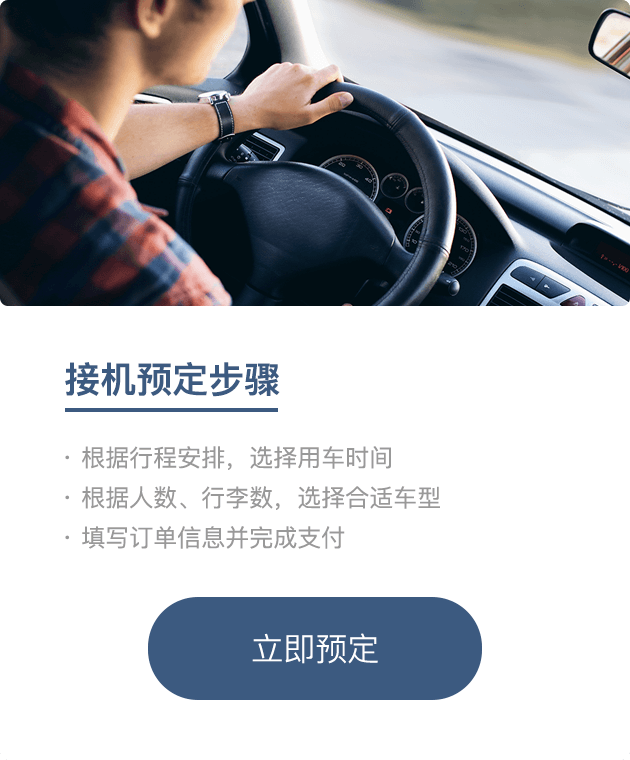 接机预定步骤
· 根据行程安排，选择用车时间
· 根据人数、行李数，选择合适车型
· 填写订单信息并完成支付
立即预定